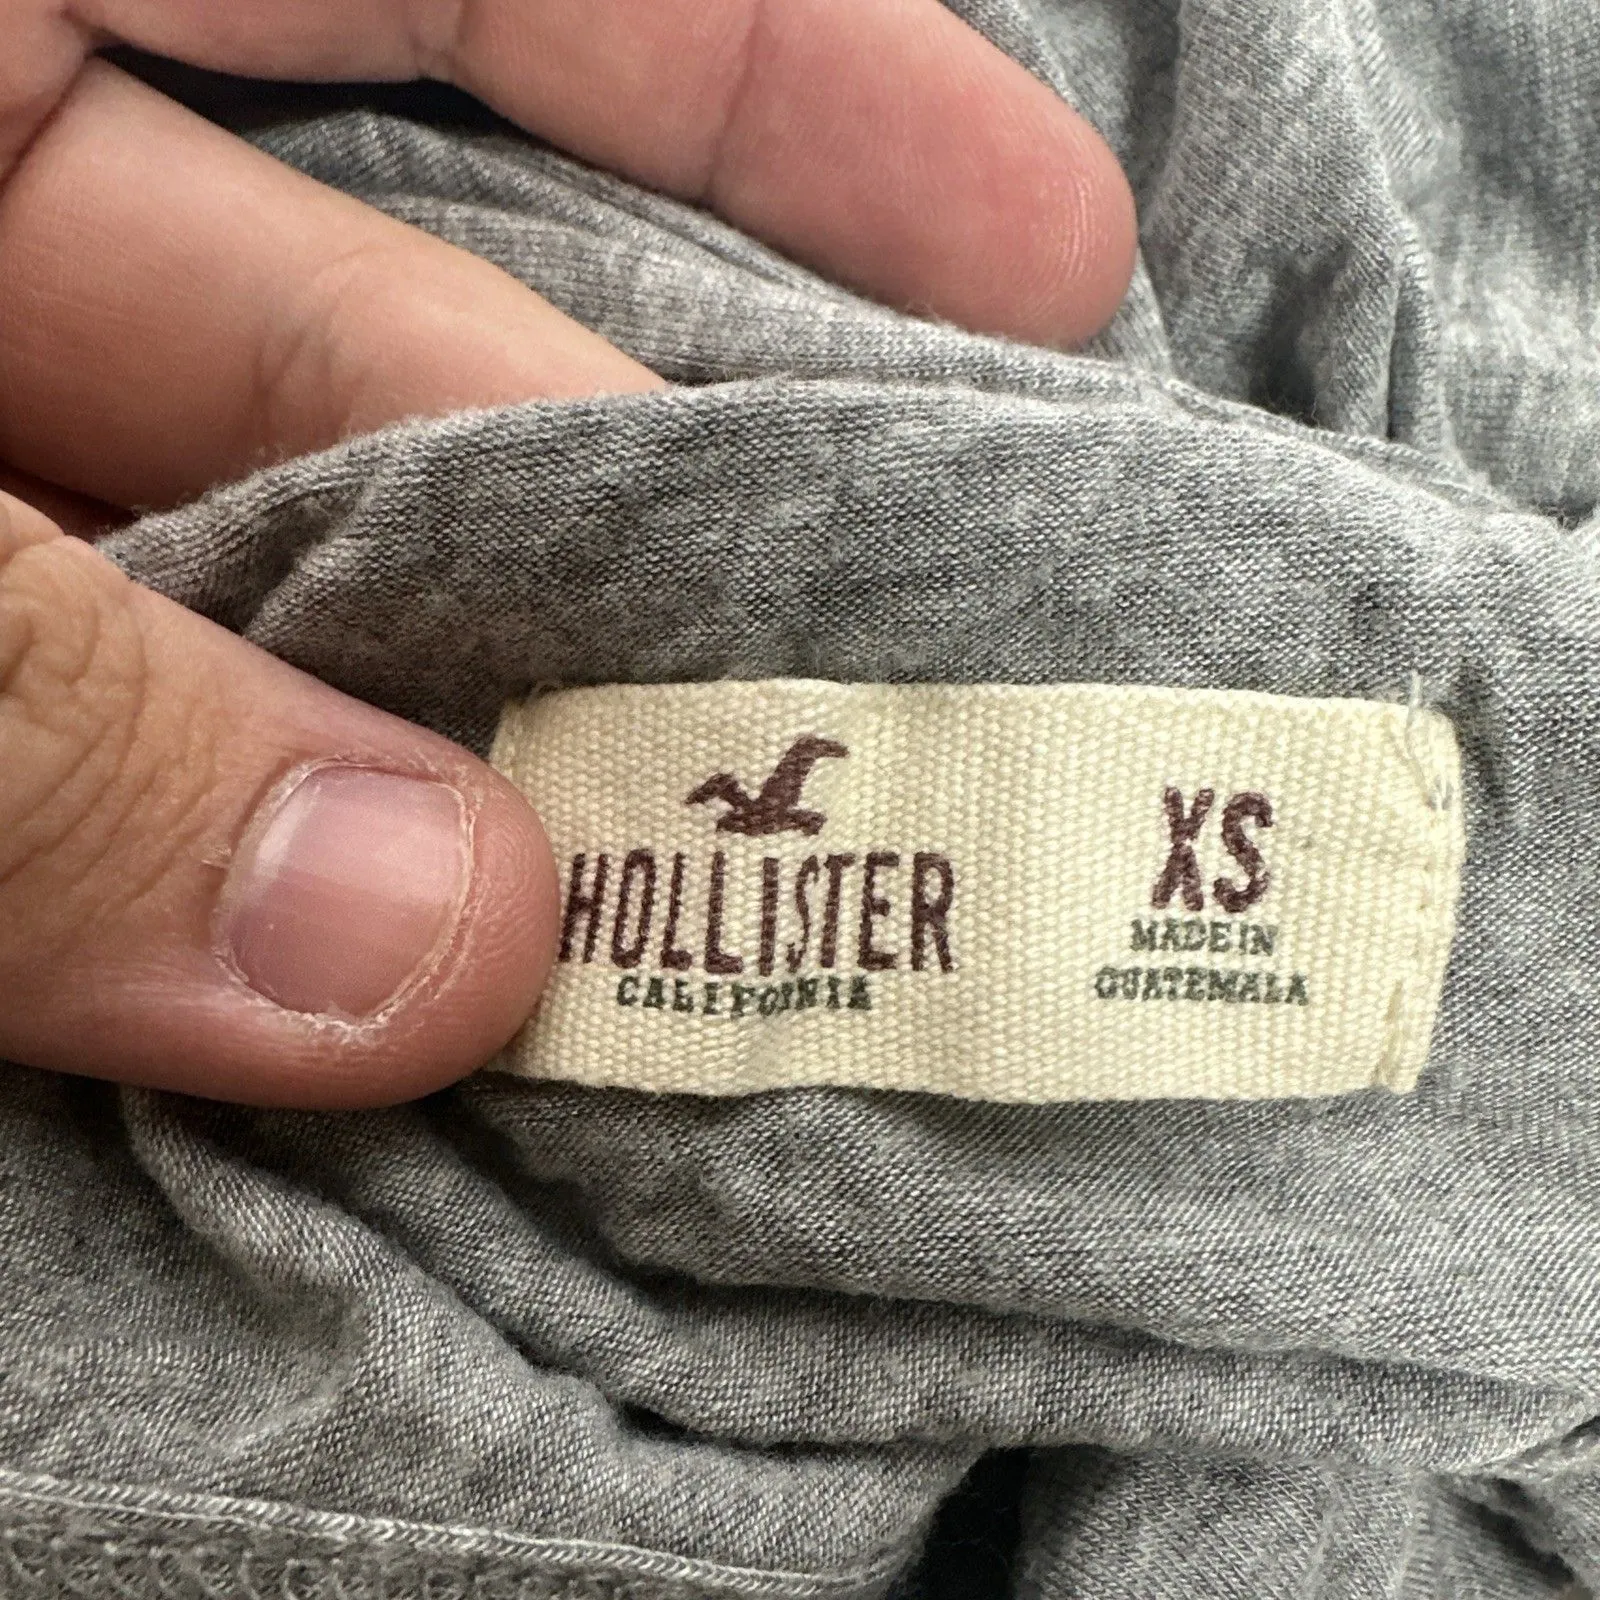 HOLLISTER
CALIFORNIA
XS
MADE IN
GUATEMALA